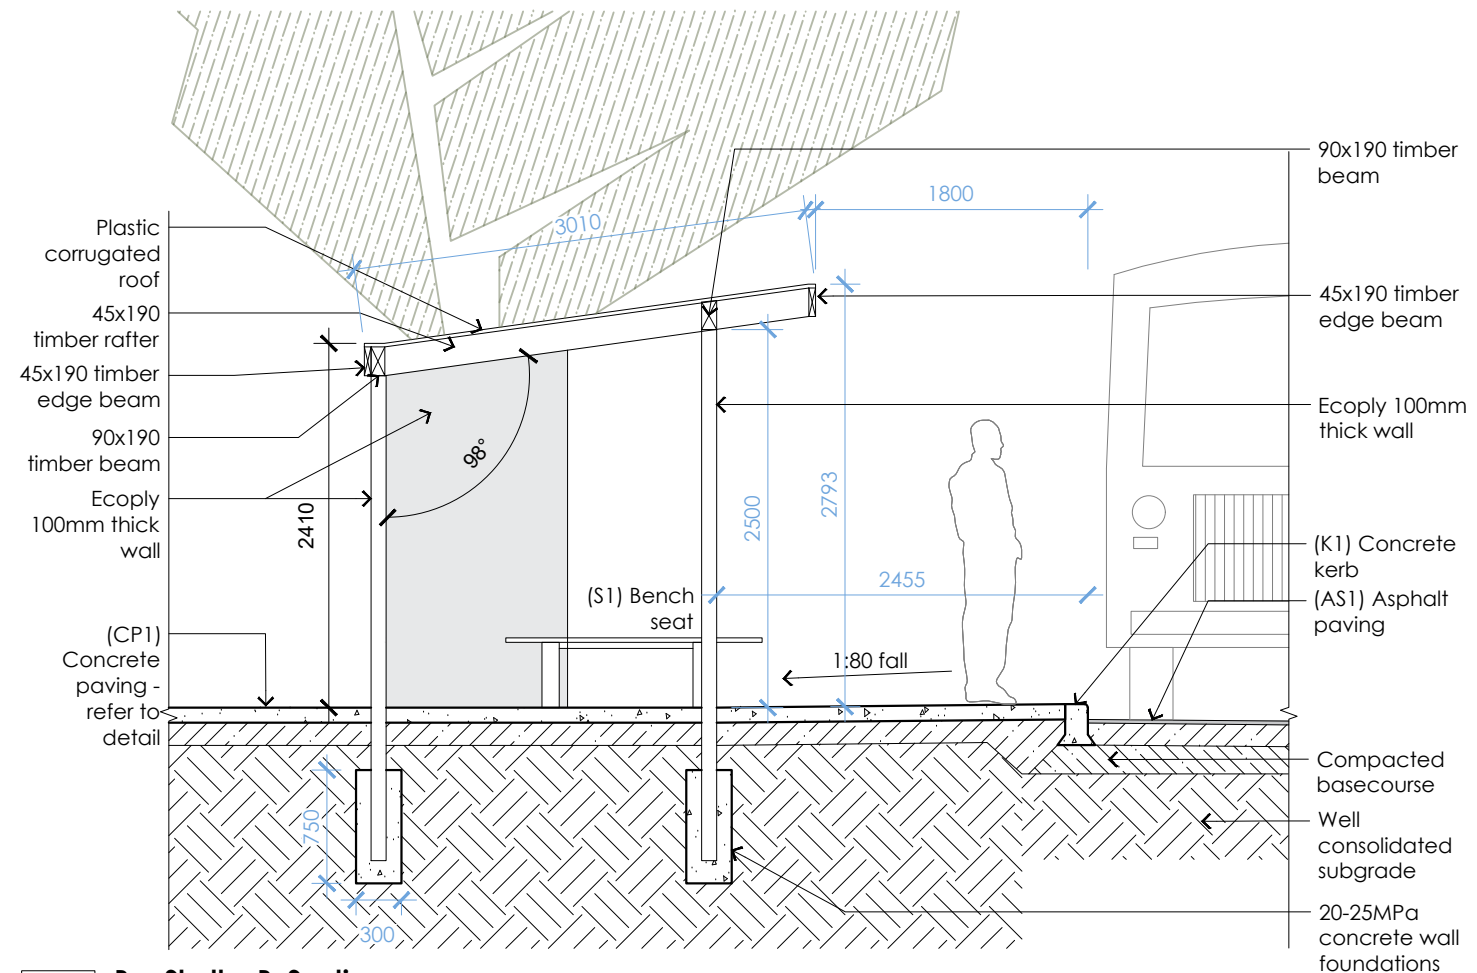 Plastic
corrugated
roof
45x190
timber rafter
45x190 timber
edge beam
90x190
timber beam
Ecoply
100mm thick
wall
(CP1)
Concrete
paving -
refer to
detail
3010
1800
2410
98°
2500
2793
2455
(S1) Bench
seat
1:80 fall
750
300
90x190 timber
beam
45x190 timber
edge beam
Ecoply 100mm
thick wall
(K1) Concrete
kerb
(AS1) Asphalt
paving
Compacted
basecourse
Well
consolidated
subgrade
20-25MPa
concrete wall
foundations